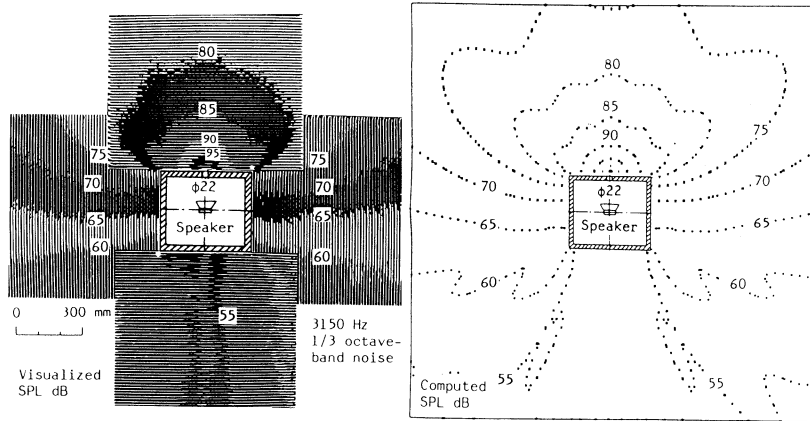 80
85
90
95
75
70
65
60
75
70
65
60
φ22
Speaker
55
0 300 mm
3150 Hz
1/3 octave-
band noise
Visualized
SPL dB
80
85
90
75
70
65
60
70
65
60
φ22
Speaker
55
55
Computed
SPL dB